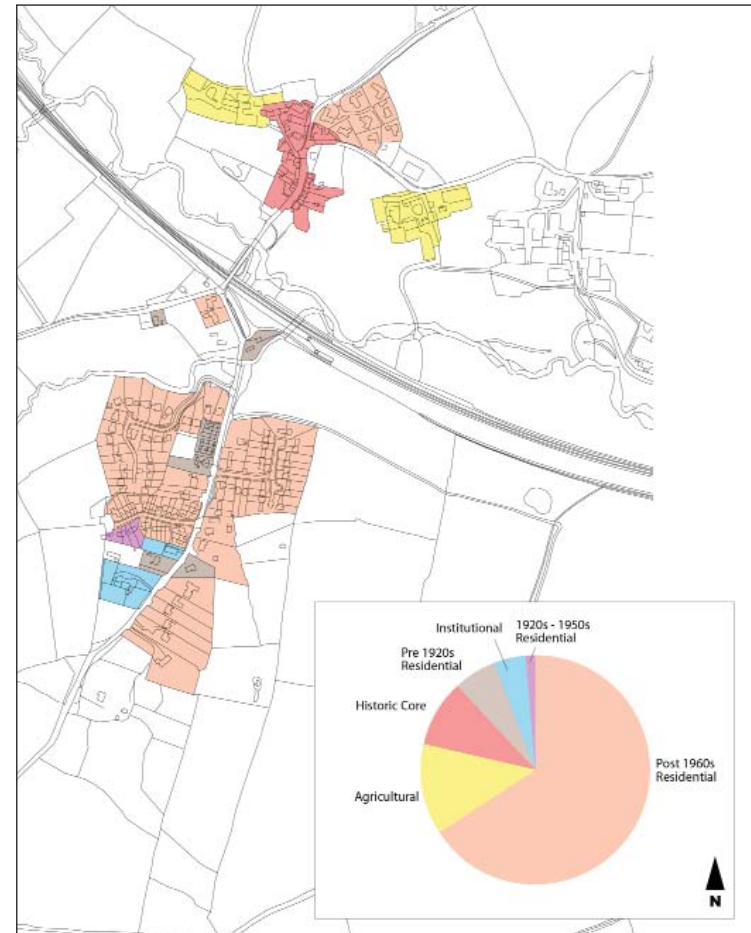 Institutional
1920s - 1950s
Residential
Pre 1920s
Residential
Historic Core
Post 1960s
Residential
Agricultural
N